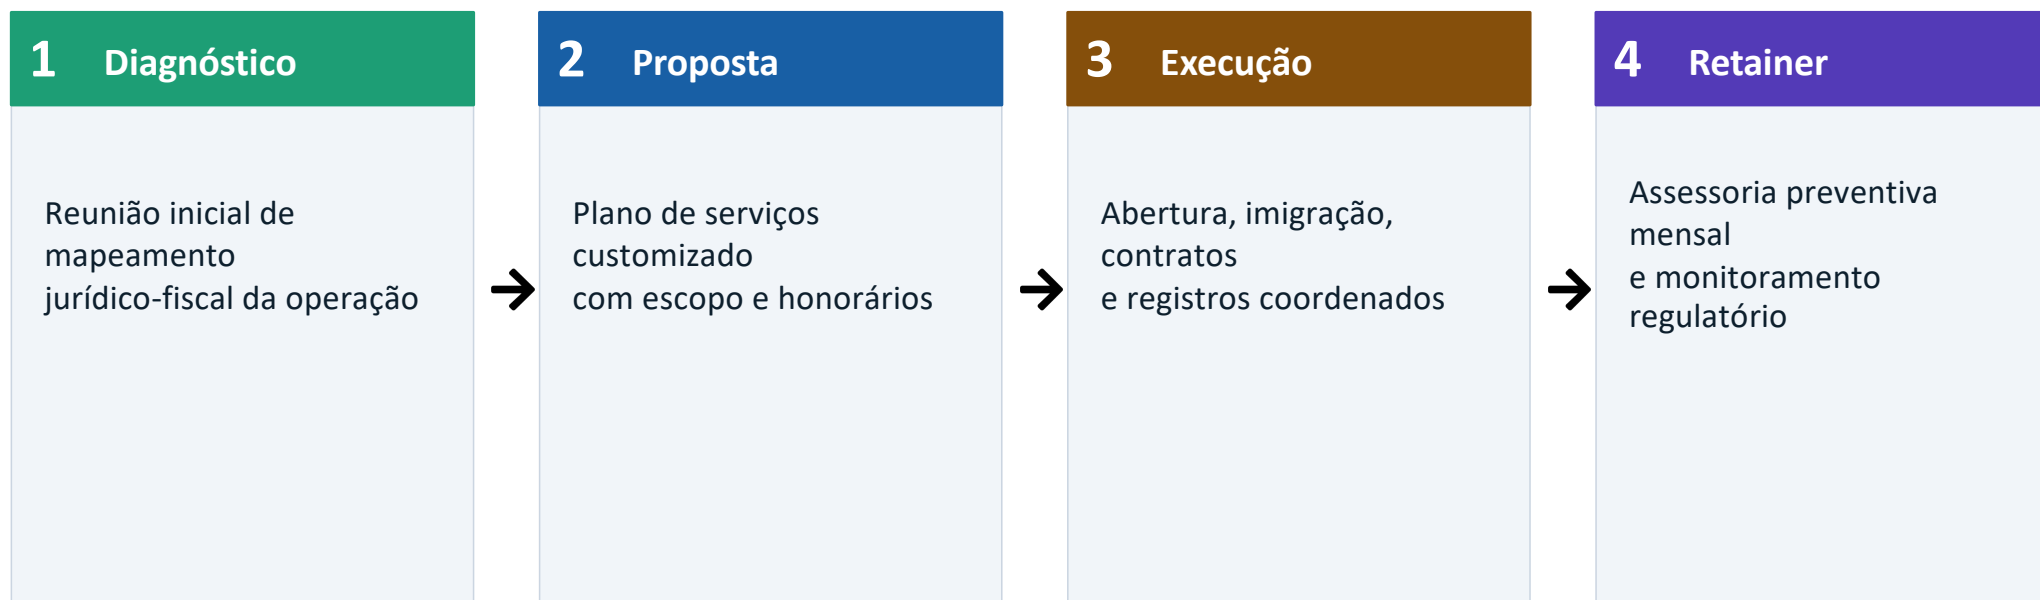 1 Diagnóstico
Reunião inicial de
mapeamento
jurídico-fiscal da operação
2 Proposta
Plano de serviços
customizado
com escopo e honorários
3 Execução
Abertura, imigração,
contratos
e registros coordenados
4 Retainer
Assessoria preventiva
mensal
e monitoramento
regulatório